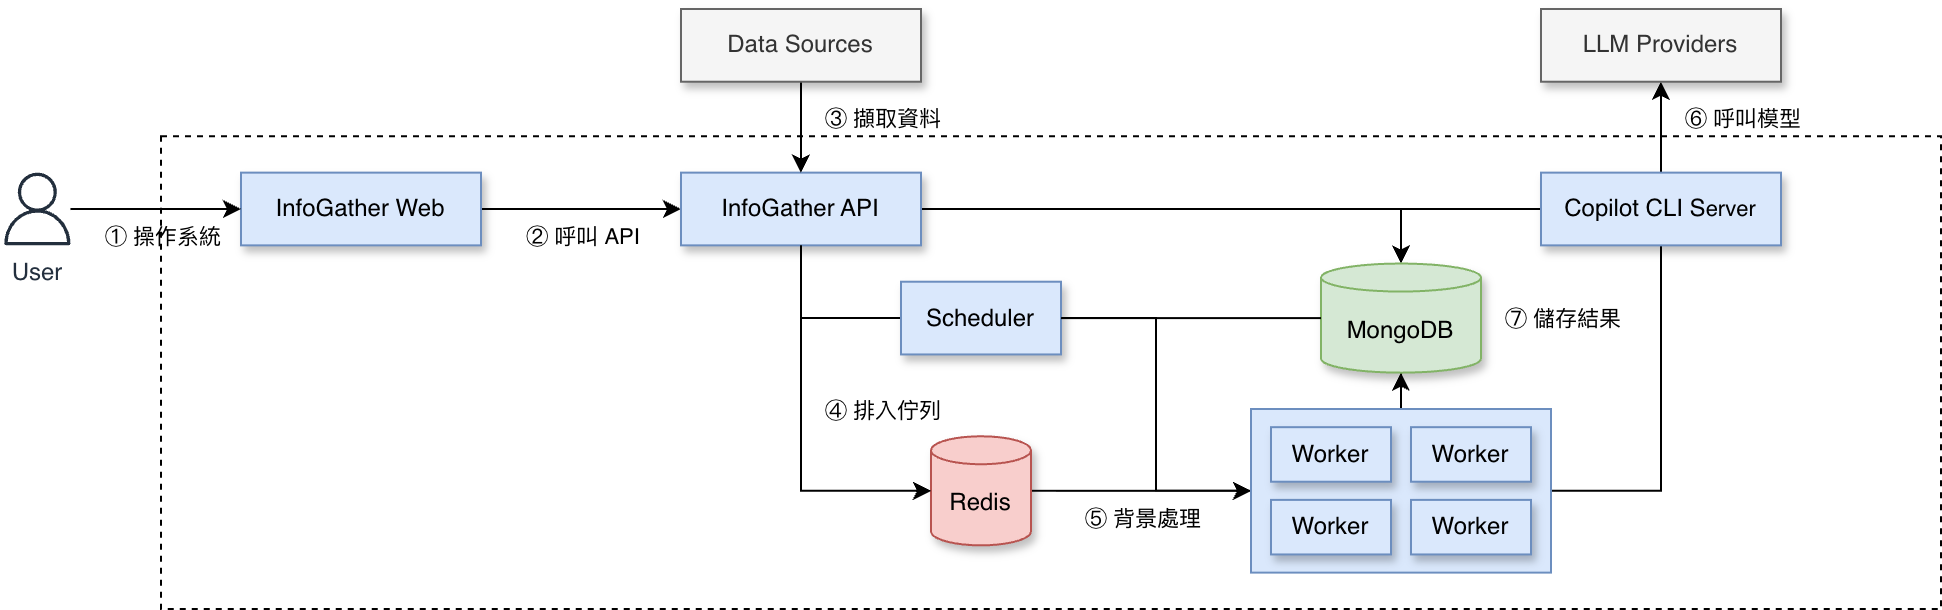 Data Sources
LLM Providers
③ 擷取資料
⑥ 呼叫模型
InfoGather Web
InfoGather API
Copilot CLI Server
① 操作系統
② 呼叫 API
User
Scheduler
MongoDB
⑦ 儲存結果
④ 排入佇列
Redis
⑤ 背景處理
Worker
Worker
Worker
Worker